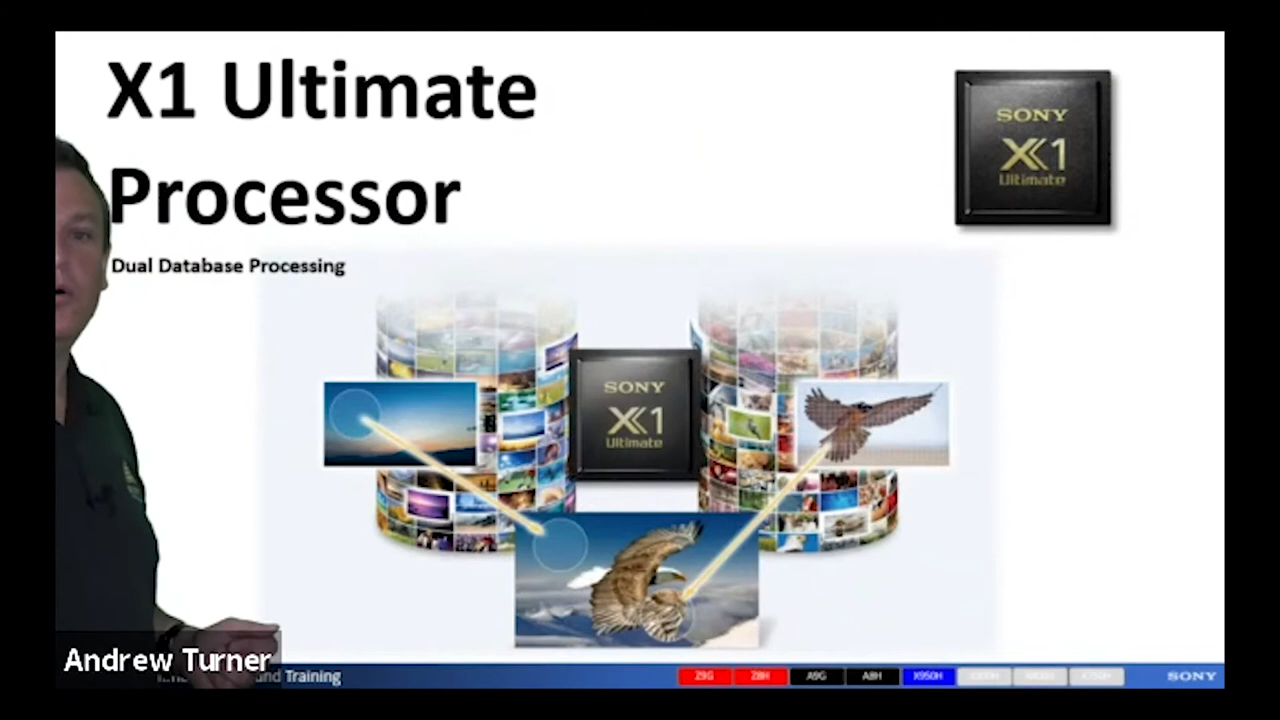 X1 Ultimate
Processor
Dual Database Processing
SONY
X1
Ultimate
SONY
X1
Ultimate
Andrew Turner
and Training
Z9G
Z8H
A9G
A8H
X950H
SONY